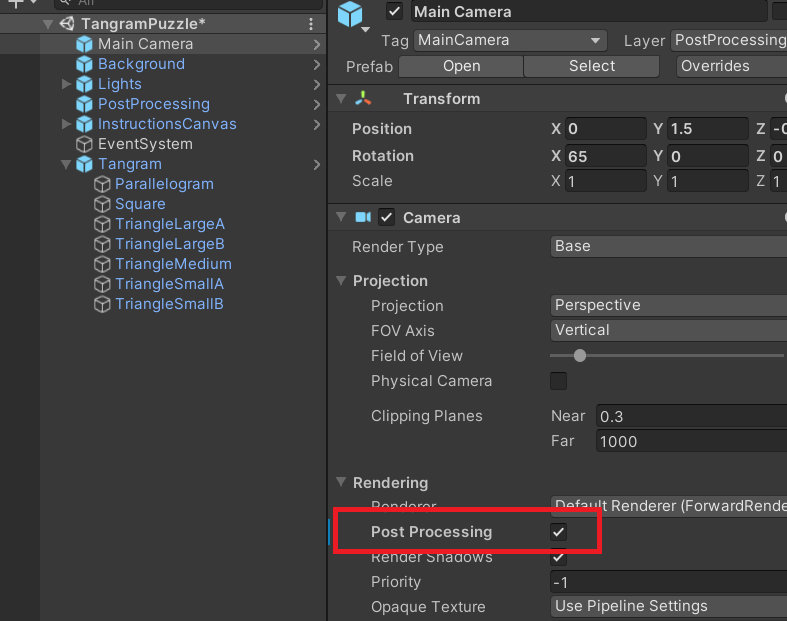 All
TangramPuzzle*
Main Camera
Background
Lights
PostProcessing
InstructionsCanvas
EventSystem
Tangram
Parallelogram
Square
TriangleLargeA
TriangleLargeB
TriangleMedium
TriangleSmallA
TriangleSmallB
Main Camera
Tag MainCamera Layer PostProcessing
Prefab Open Select Overrides
Transform
Position X 0 Y 1.5 Z -0
Rotation X 65 Y 0 Z 0
Scale X 1 Y 1 Z 1
Camera
Render Type Base
Projection
Projection Perspective
FOV Axis Vertical
Field of View
Physical Camera
Clipping Planes Near 0.3
Far 1000
Rendering
Renderer Default Renderer (ForwardRende
Post Processing
Render Shadows
Priority -1
Opaque Texture Use Pipeline Settings